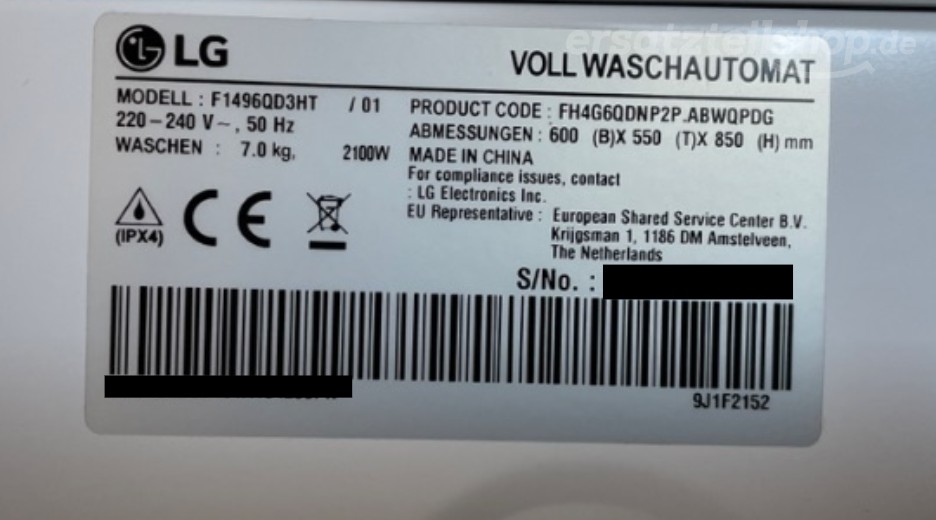 ersatzteilshop.de
LG
VOLL WASCHAUTOMAT
MODELL : F1496QD3HT / 01
220-240 V~, 50 Hz
WASCHEN : 7.0 kg, 2100W
PRODUCT CODE : FH4G6QDNP2P.ABWQPDG
ABMESSUNGEN : 600 (B)X 550 (T)X 850 (H) mm
MADE IN CHINA
For compliance issues, contact
: LG Electronics Inc.
EU Representative : European Shared Service Center B.V.
Krijgsman 1, 1186 DM Amstelveen,
The Netherlands
(IPX4)
CE
S/No. :
9J1F2152